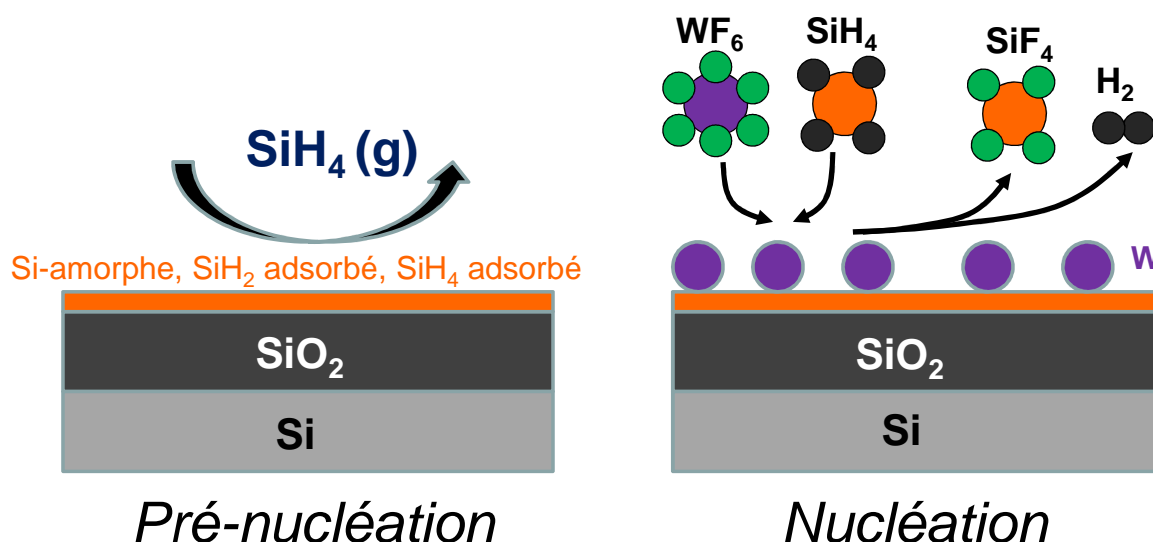 SiH₄ (g)
Si-amorphe, SiH₂ adsorbé, SiH₄ adsorbé
SiO₂
Si
Pré-nucléation
WF₆
SiH₄
SiF₄
H₂
W
SiO₂
Si
Nucléation